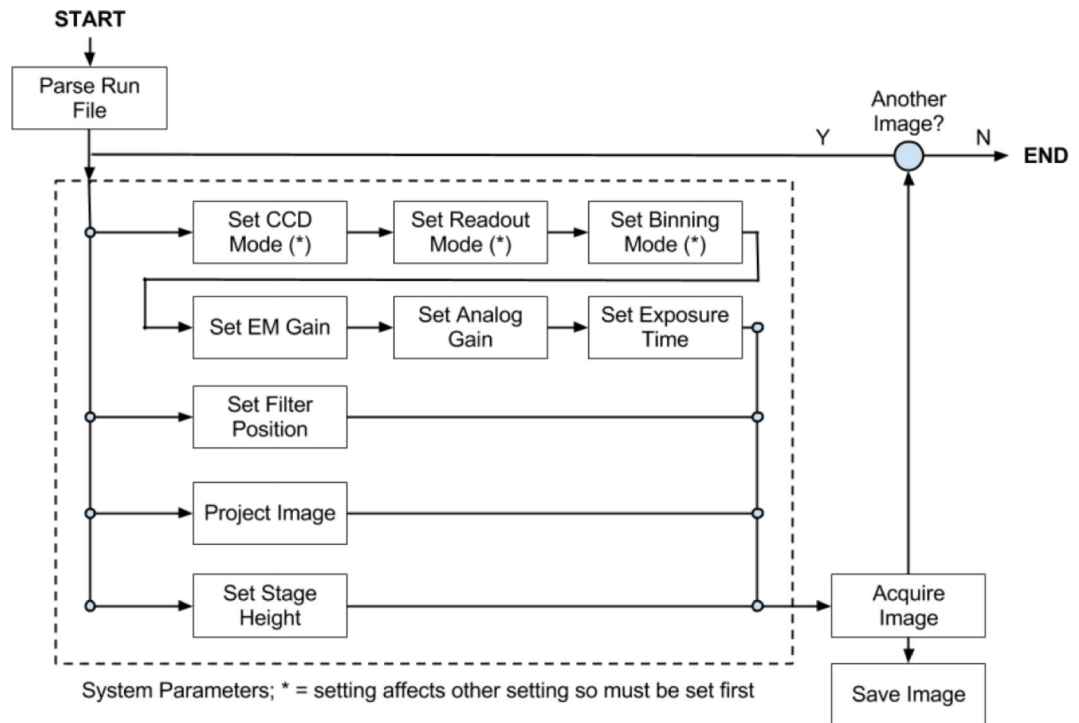 START
Parse Run
File
Another
Image?
Y
N
END
Set CCD
Mode (*)
Set Readout
Mode (*)
Set Binning
Mode (*)
Set EM Gain
Set Analog
Gain
Set Exposure
Time
Set Filter
Position
Project Image
Set Stage
Height
Acquire
Image
System Parameters; * = setting affects other setting so must be set first
Save Image